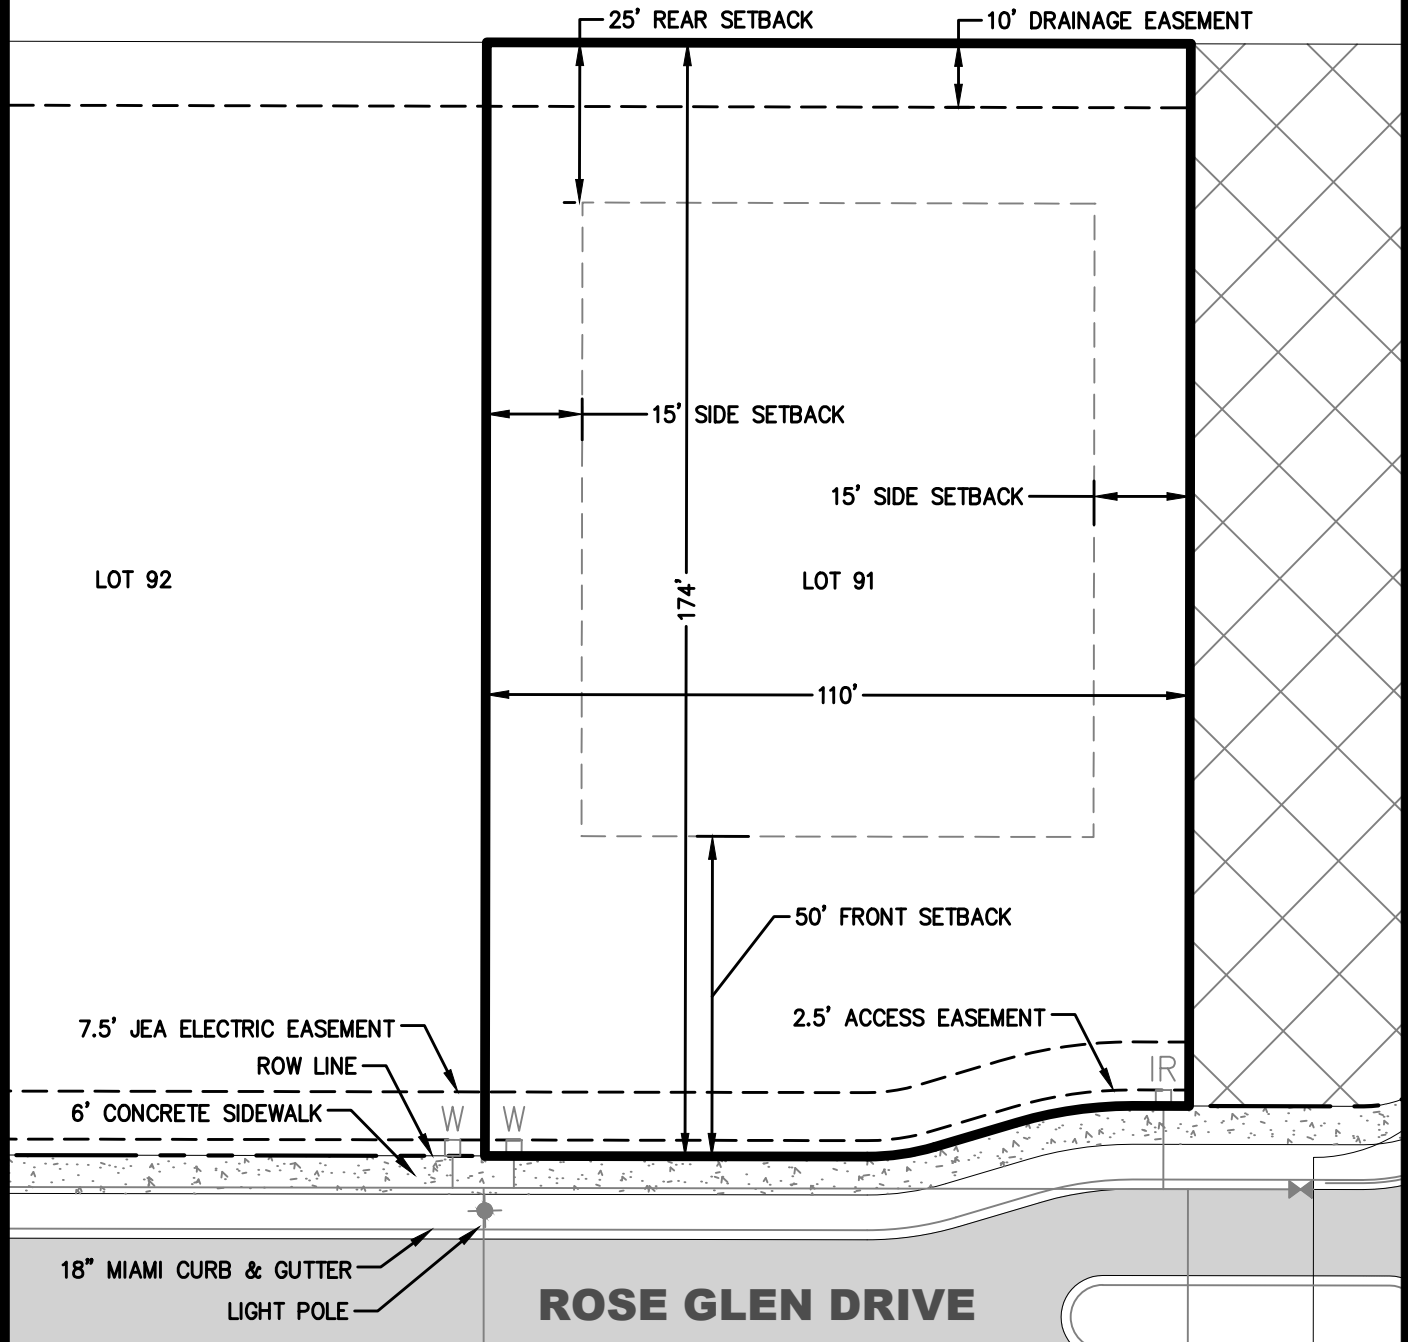 25' REAR SETBACK
10' DRAINAGE EASEMENT
15' SIDE SETBACK
15' SIDE SETBACK
LOT 92
LOT 91
174'
110'
50' FRONT SETBACK
7.5' JEA ELECTRIC EASEMENT
2.5' ACCESS EASEMENT
ROW LINE
IR
6' CONCRETE SIDEWALK
W
W
18" MIAMI CURB & GUTTER
LIGHT POLE
ROSE GLEN DRIVE